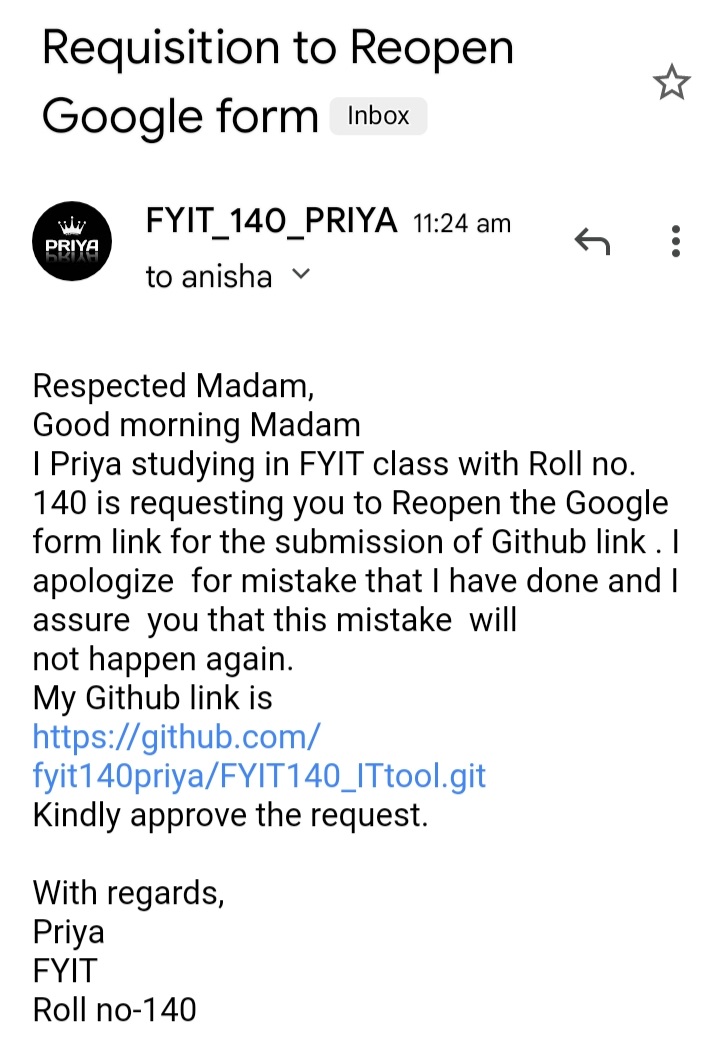 Requisition to Reopen
Google form Inbox
PRIYA
FYIT_140_PRIYA 11:24 am
to anisha
Respected Madam,
Good morning Madam
I Priya studying in FYIT class with Roll no.
140 is requesting you to Reopen the Google
form link for the submission of Github link . I
apologize  for mistake that I have done and I
assure  you that this mistake  will
not happen again.
My Github link is
https://github.com/
fyit140priya/FYIT140_ITtool.git
Kindly approve the request.
With regards,
Priya
FYIT
Roll no-140